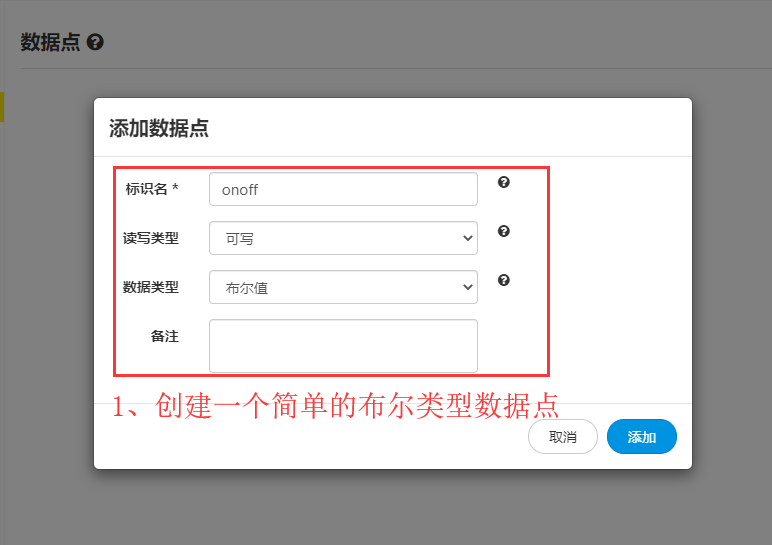 数据点
添加数据点
标识名 * onoff
读写类型 可写
数据类型 布尔值
备注
1、创建一个简单的布尔类型数据点
取消 添加